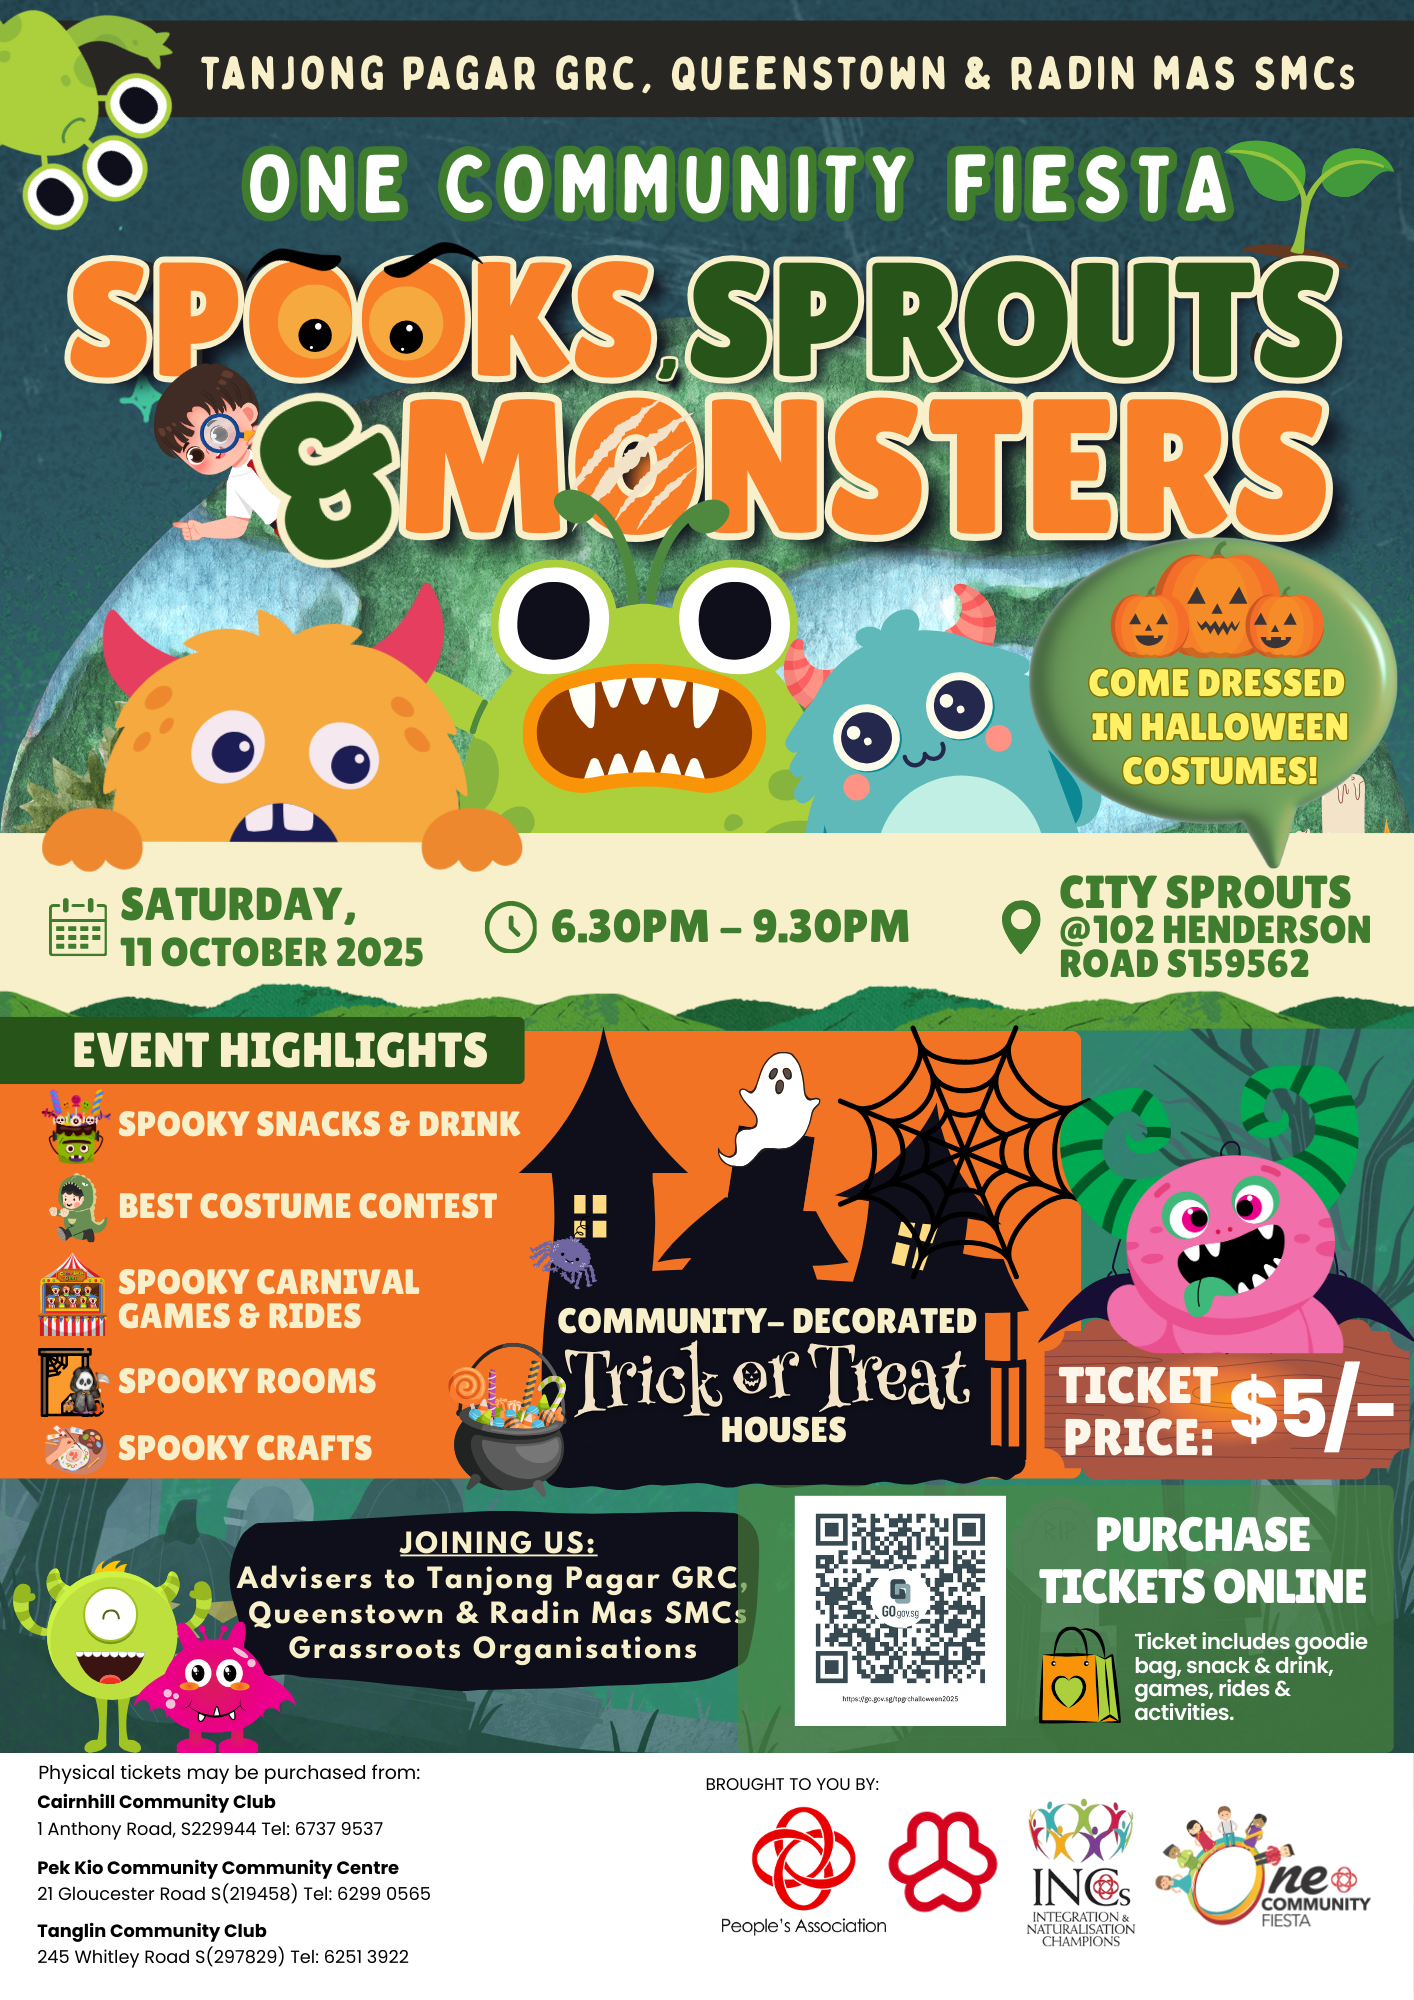 TANJONG PAGAR GRC, QUEENSTOWN & RADIN MAS SMCs
ONE COMMUNITY FIESTA
SPOOKS, SPROUTS
& MONSTERS
COME DRESSED
IN HALLOWEEN
COSTUMES!
SATURDAY,
11 OCTOBER 2025
6.30PM – 9.30PM
CITY SPROUTS
@102 HENDERSON
ROAD S159562
EVENT HIGHLIGHTS
SPOOKY SNACKS & DRINK
BEST COSTUME CONTEST
SPOOKY CARNIVAL
GAMES & RIDES
SPOOKY ROOMS
SPOOKY CRAFTS
COMMUNITY– DECORATED
Trick or Treat
HOUSES
TICKET
PRICE:
$5/-
JOINING US:
Advisers to Tanjong Pagar GRC,
Queenstown & Radin Mas SMCs
Grassroots Organisations
GO gov.sg
https://go.gov.sg/tpgrchalloween2025
RIP
PURCHASE
TICKETS ONLINE
Ticket includes goodie
bag, snack & drink,
games, rides &
activities.
Physical tickets may be purchased from:
Cairnhill Community Club
1 Anthony Road, S229944 Tel: 6737 9537
Pek Kio Community Community Centre
21 Gloucester Road S(219458) Tel: 6299 0565
Tanglin Community Club
245 Whitley Road S(297829) Tel: 6251 3922
BROUGHT TO YOU BY:
People's Association
INCs
INTEGRATION &
NATURALISATION
CHAMPIONS
One
COMMUNITY
FIESTA